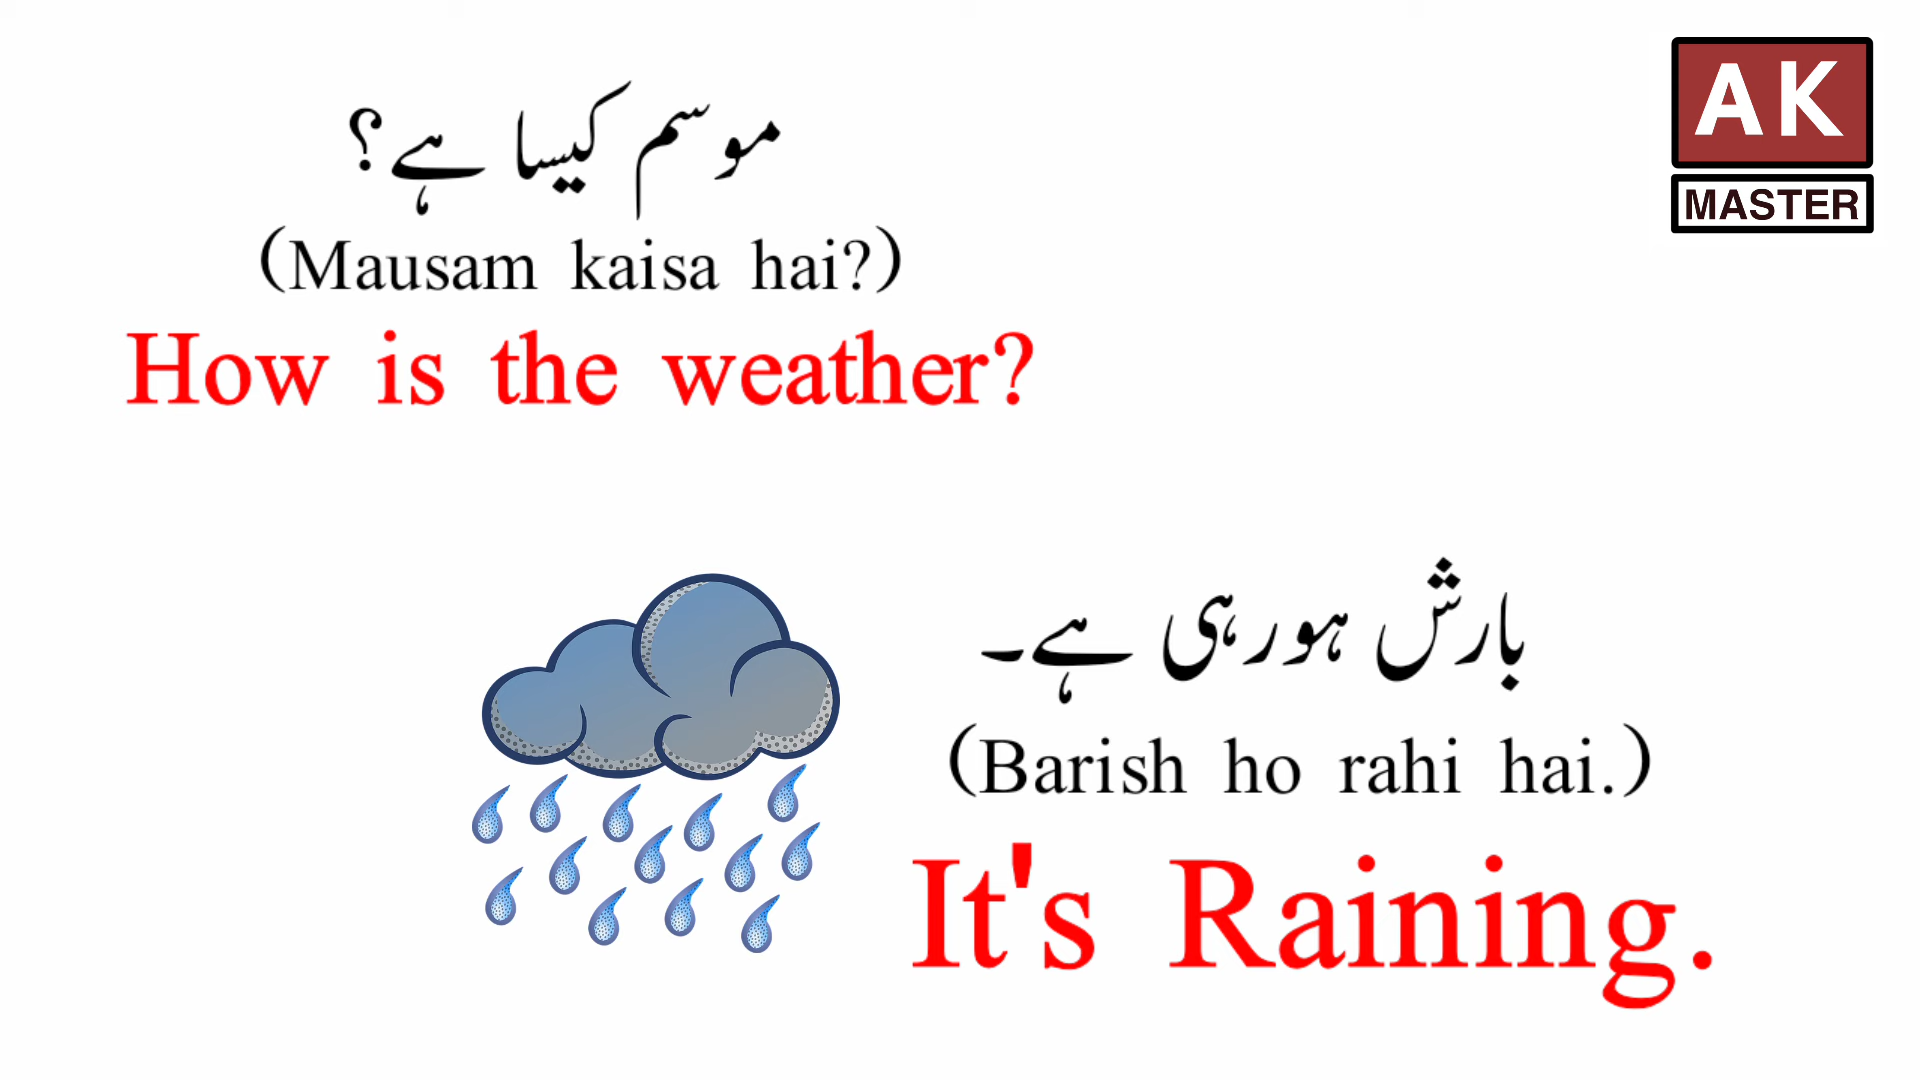 موسم کیسا ہے؟
(Mausam kaisa hai?)
How is the weather?
AK
MASTER
بارش ہورہی ہے۔
(Barish ho rahi hai.)
It's Raining.